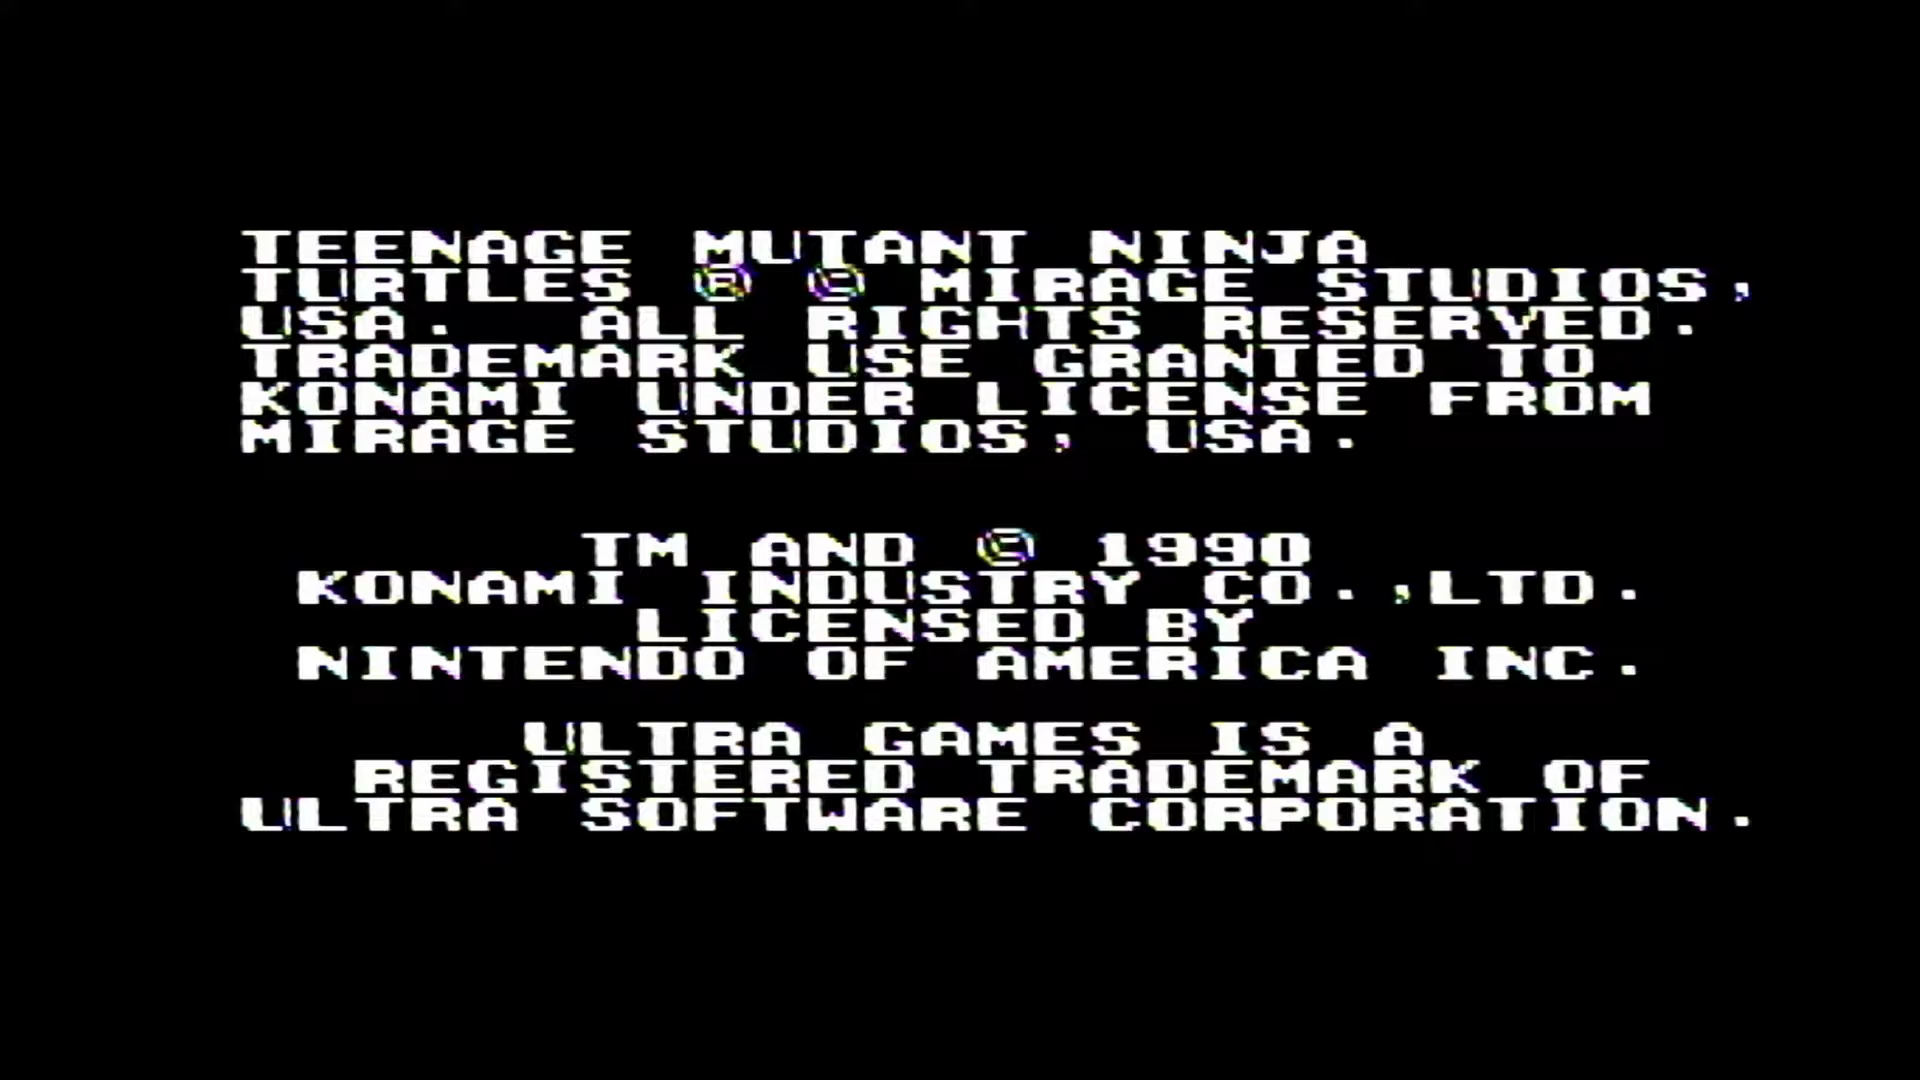 TEENAGE MUTANT NINJA
TURTLES ® © MIRAGE STUDIOS,
USA.  ALL RIGHTS RESERVED.
TRADEMARK USE GRANTED TO
KONAMI UNDER LICENSE FROM
MIRAGE STUDIOS, USA.
TM AND © 1990
KONAMI INDUSTRY CO.,LTD.
LICENSED BY
NINTENDO OF AMERICA INC.
ULTRA GAMES IS A
REGISTERED TRADEMARK OF
ULTRA SOFTWARE CORPORATION.